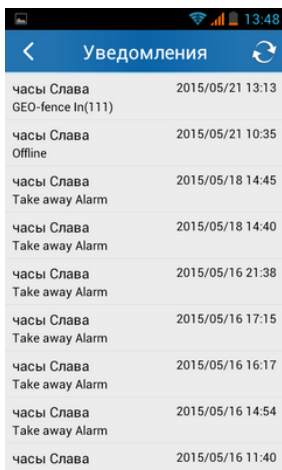 13:48
Уведомления
часы Слава 2015/05/21 13:13
GEO-fence In(111)
часы Слава 2015/05/21 10:35
Offline
часы Слава 2015/05/18 14:45
Take away Alarm
часы Слава 2015/05/18 14:40
Take away Alarm
часы Слава 2015/05/16 21:38
Take away Alarm
часы Слава 2015/05/16 17:15
Take away Alarm
часы Слава 2015/05/16 16:17
Take away Alarm
часы Слава 2015/05/16 14:54
Take away Alarm
часы Слава 2015/05/16 11:40